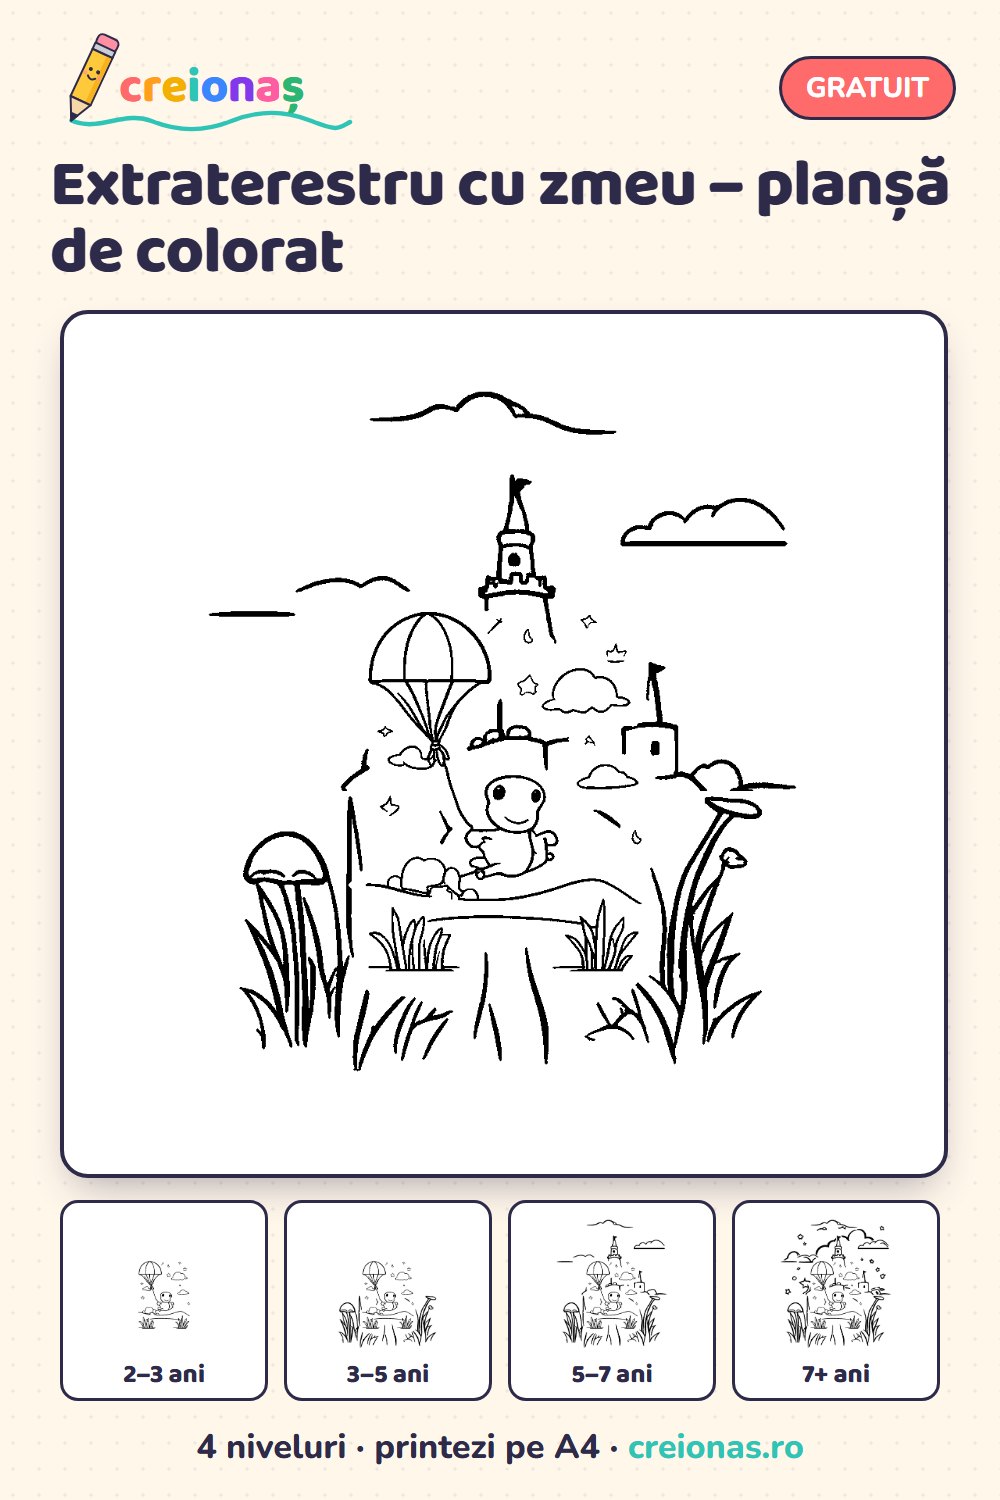 creionaș
GRATUIT
Extraterestru cu zmeu – planșă
de colorat
2–3 ani
3–5 ani
5–7 ani
7+ ani
4 niveluri · printezi pe A4 · creionas.ro